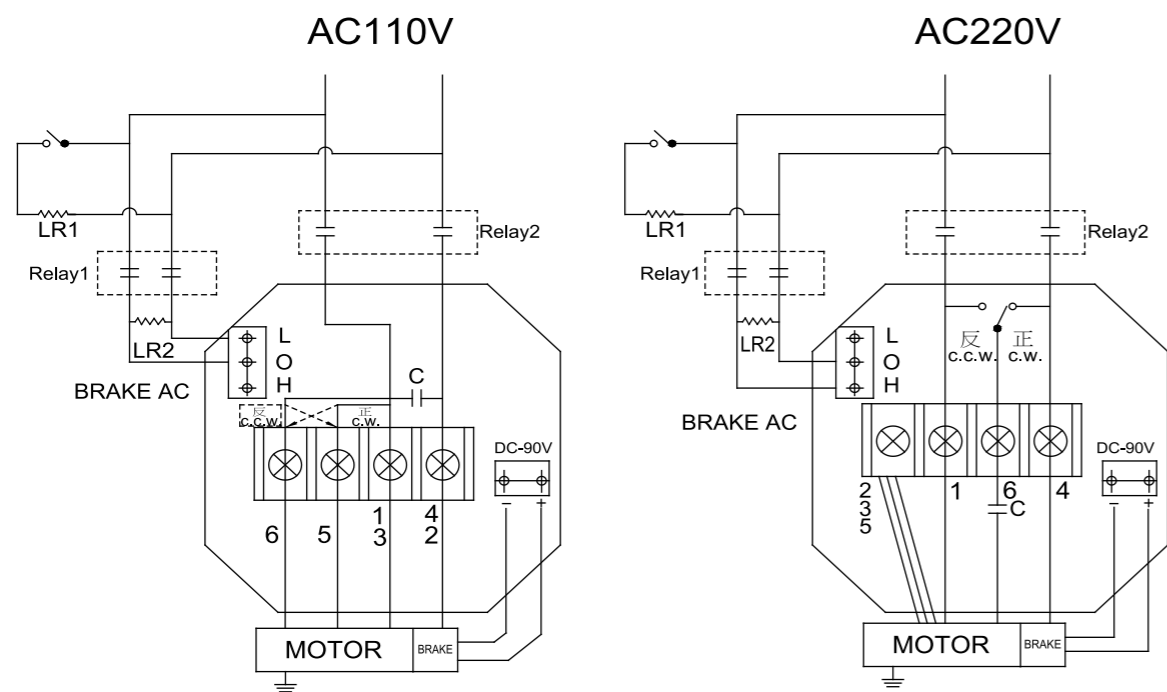 AC110V
LR1
Relay2
Relay1
LR2
L
O
H
BRAKE AC
C
反
正
c.c.w.
c.w.
DC-90V
- +
6
5
1
3
4
2
MOTOR
BRAKE
AC220V
LR1
Relay2
Relay1
LR2
L
O
H
BRAKE AC
反
正
c.c.w.
c.w.
DC-90V
- +
2
3
5
1
6
4
C
MOTOR
BRAKE